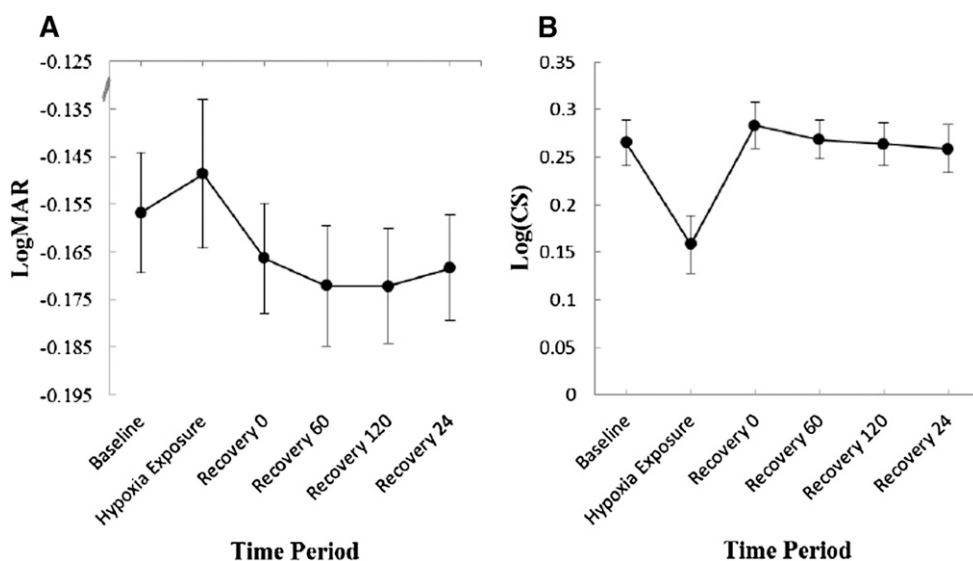 A
-0.125
-0.135
-0.145
-0.155
-0.165
-0.175
-0.185
-0.195
LogMAR
Baseline
Hypoxia Exposure
Recovery 0
Recovery 60
Recovery 120
Recovery 24
Time Period
B
0.35
0.3
0.25
0.2
0.15
0.1
0.05
0
Log(CS)
Baseline
Hypoxia Exposure
Recovery 0
Recovery 60
Recovery 120
Recovery 24
Time Period